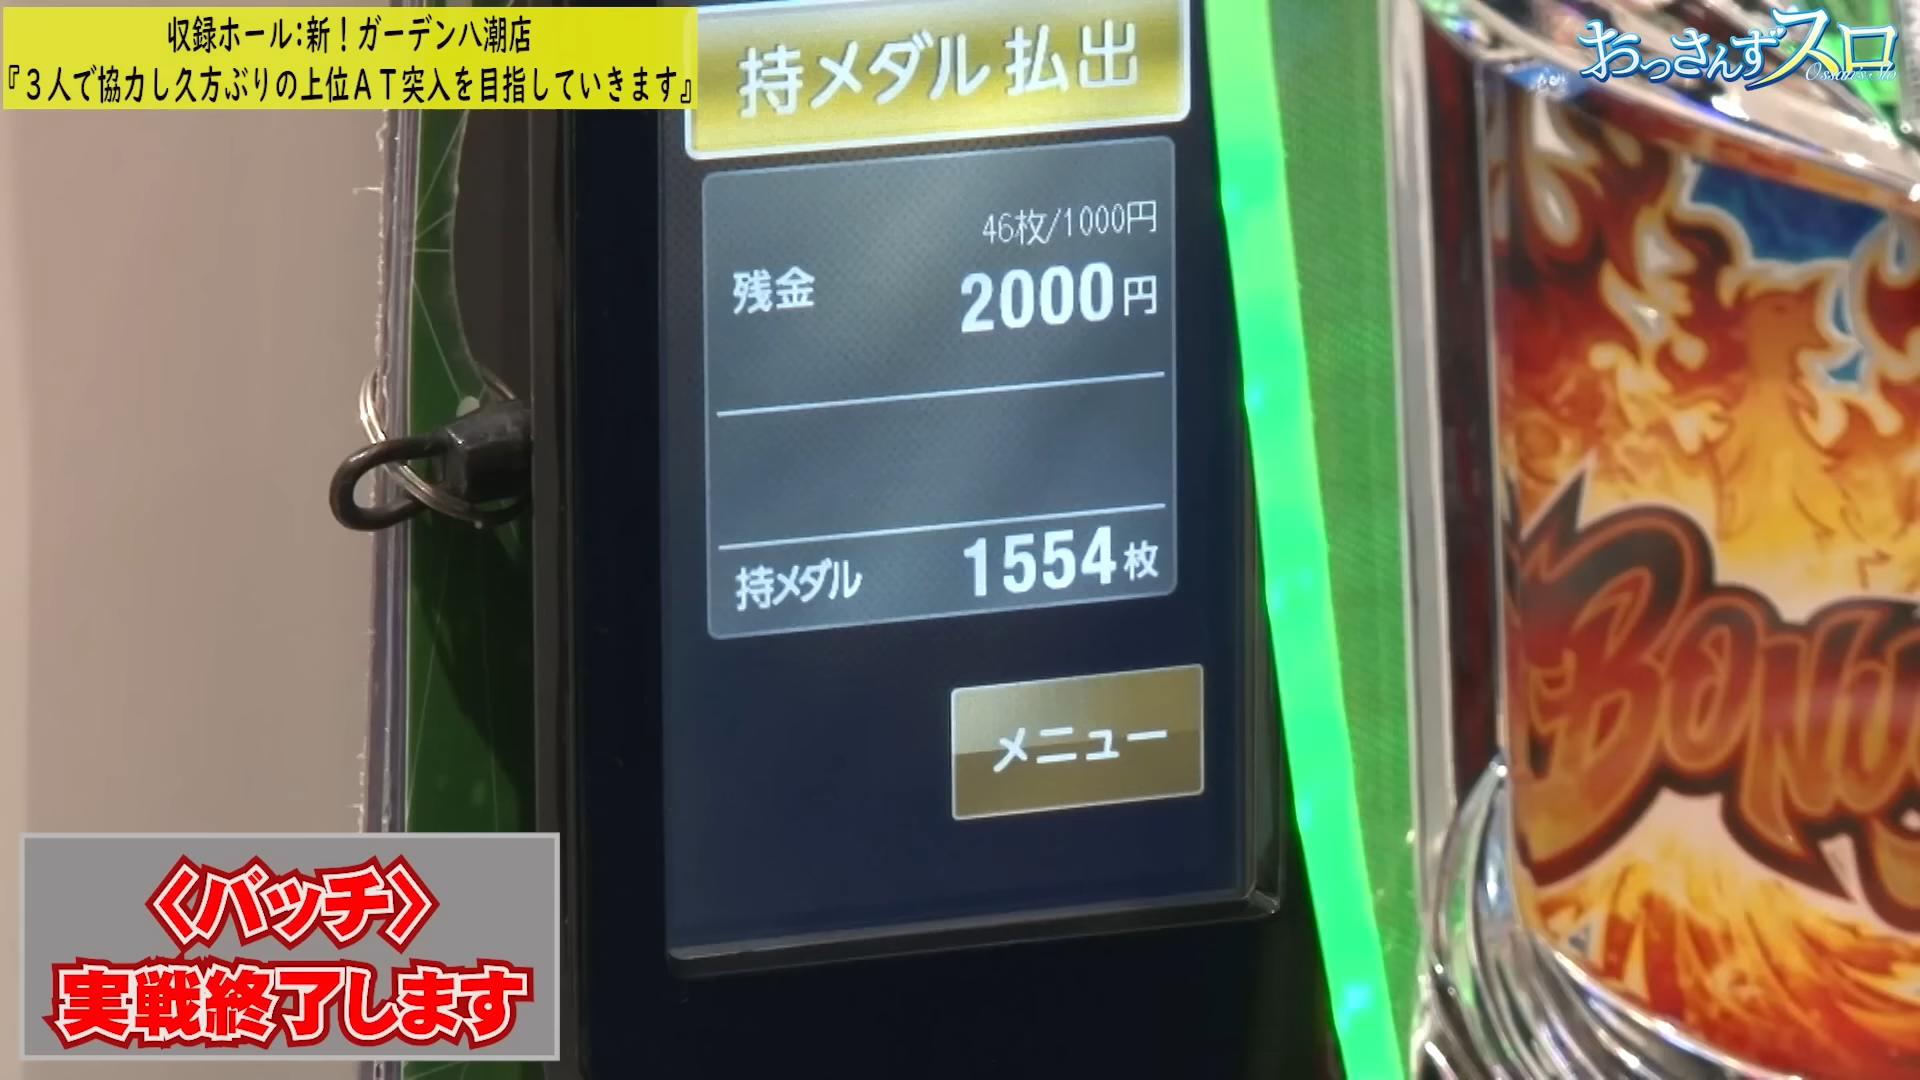 収録ホール:新！ガーデン八潮店
『３人で協力し久方ぶりの上位ＡＴ突入を目指していきます』
おっさんずスロ
Ossan's slo
持メダル払出
46枚/1000円
残金 2000円
持メダル 1554枚
メニュー
BONU
〈バッチ〉
実戦終了します